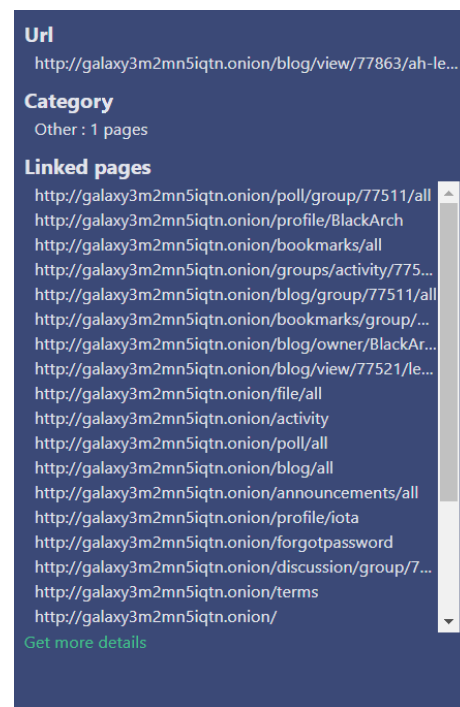 Url
http://galaxy3m2mn5iqtn.onion/blog/view/77863/ah-le...
Category
Other : 1 pages
Linked pages
http://galaxy3m2mn5iqtn.onion/poll/group/77511/all
http://galaxy3m2mn5iqtn.onion/profile/BlackArch
http://galaxy3m2mn5iqtn.onion/bookmarks/all
http://galaxy3m2mn5iqtn.onion/groups/activity/775...
http://galaxy3m2mn5iqtn.onion/blog/group/77511/all
http://galaxy3m2mn5iqtn.onion/bookmarks/group/...
http://galaxy3m2mn5iqtn.onion/blog/owner/BlackAr...
http://galaxy3m2mn5iqtn.onion/blog/view/77521/le...
http://galaxy3m2mn5iqtn.onion/file/all
http://galaxy3m2mn5iqtn.onion/activity
http://galaxy3m2mn5iqtn.onion/poll/all
http://galaxy3m2mn5iqtn.onion/blog/all
http://galaxy3m2mn5iqtn.onion/announcements/all
http://galaxy3m2mn5iqtn.onion/profile/iota
http://galaxy3m2mn5iqtn.onion/forgotpassword
http://galaxy3m2mn5iqtn.onion/discussion/group/7...
http://galaxy3m2mn5iqtn.onion/terms
http://galaxy3m2mn5iqtn.onion/
Get more details